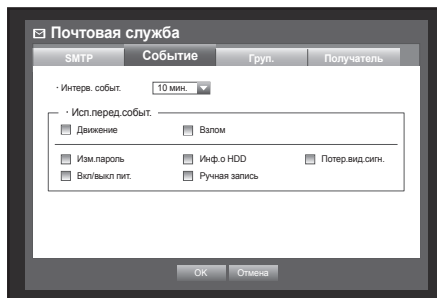 Почтовая служба
SMTP Событие Груп. Получатель
· Интерв. событ. 10 мин.
· Исп.перед.событ.
Движение Взлом
Изм.пароль Инф.о HDD Потер.вид.сигн.
Вкл/выкл пит. Ручная запись
OK Отмена